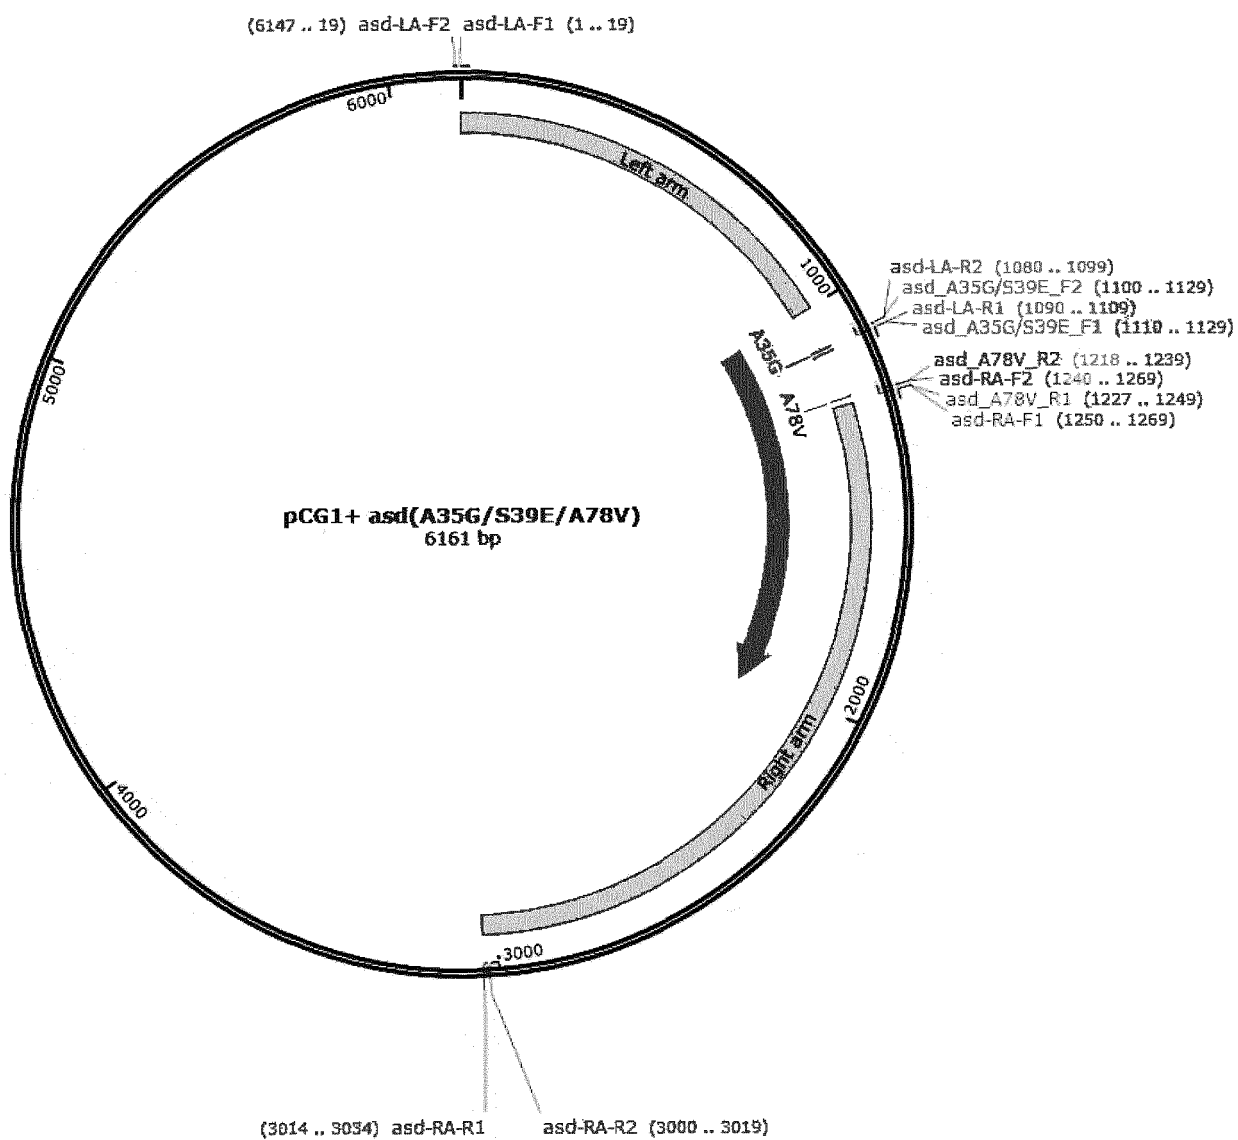 (6147 .. 19) asd-LA-F2 asd-LA-F1 (1 .. 19)
6000
Left arm
1000
asd-LA-R2 (1080 .. 1099)
asd_A35G/S39E_F2 (1100 .. 1129)
asd-LA-R1 (1090 .. 1109)
asd_A35G/S39E_F1 (1110 .. 1129)
A35G
asd_A78V_R2 (1218 .. 1239)
asd-RA-F2 (1240 .. 1269)
asd_A78V_R1 (1227 .. 1249)
asd-RA-F1 (1250 .. 1269)
5000
A78V
pCG1+ asd(A35G/S39E/A78V)
6161 bp
2000
Right arm
4000
3000
(3014 .. 3034) asd-RA-R1 asd-RA-R2 (3000 .. 3019)